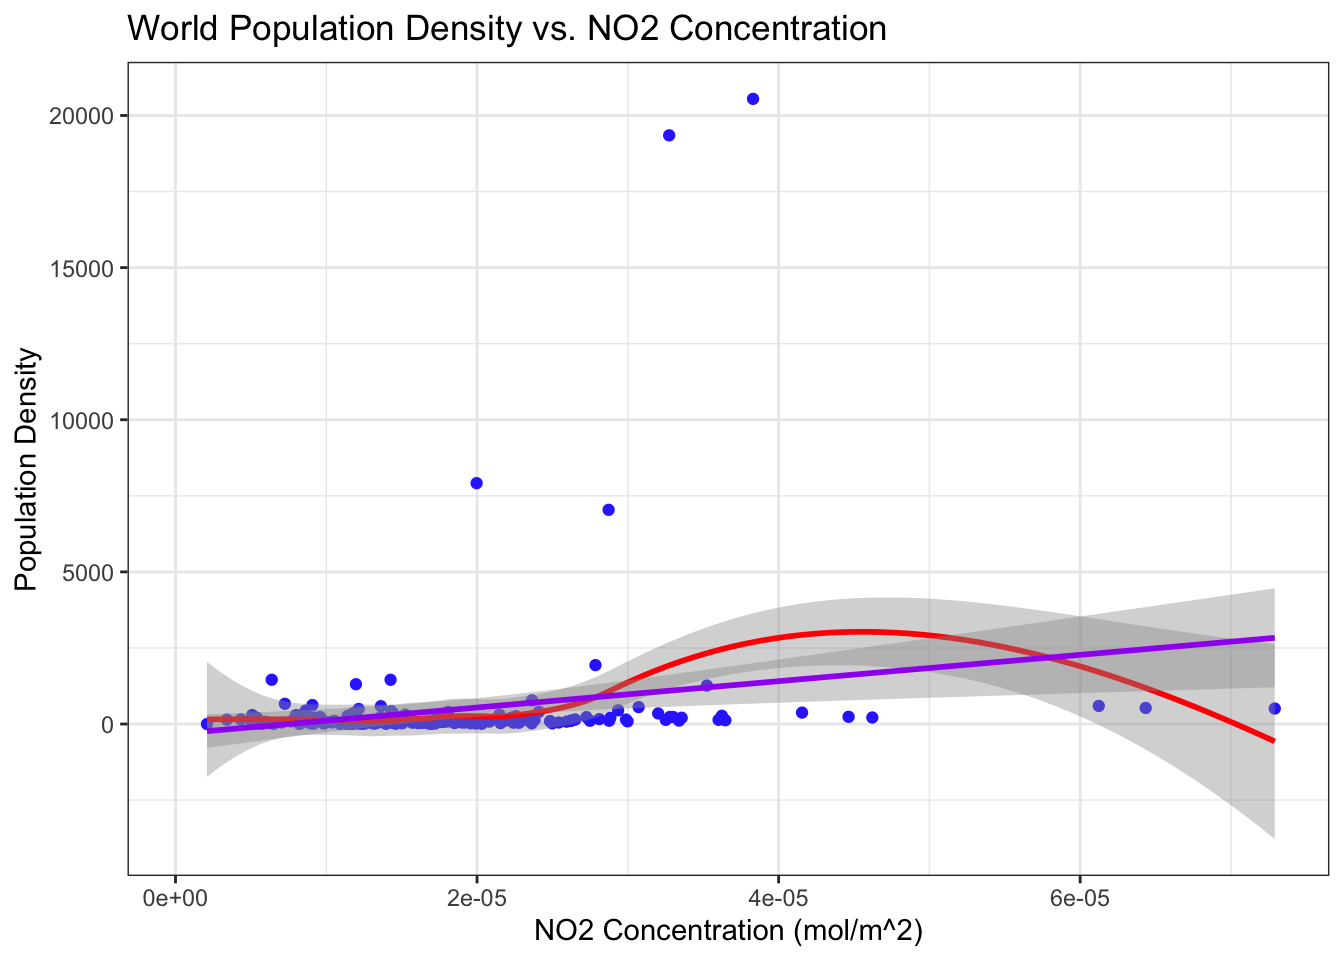 World Population Density vs. NO2 Concentration
20000
15000
10000
5000
0
Population Density
0e+00 2e-05 4e-05 6e-05
NO2 Concentration (mol/m^2)